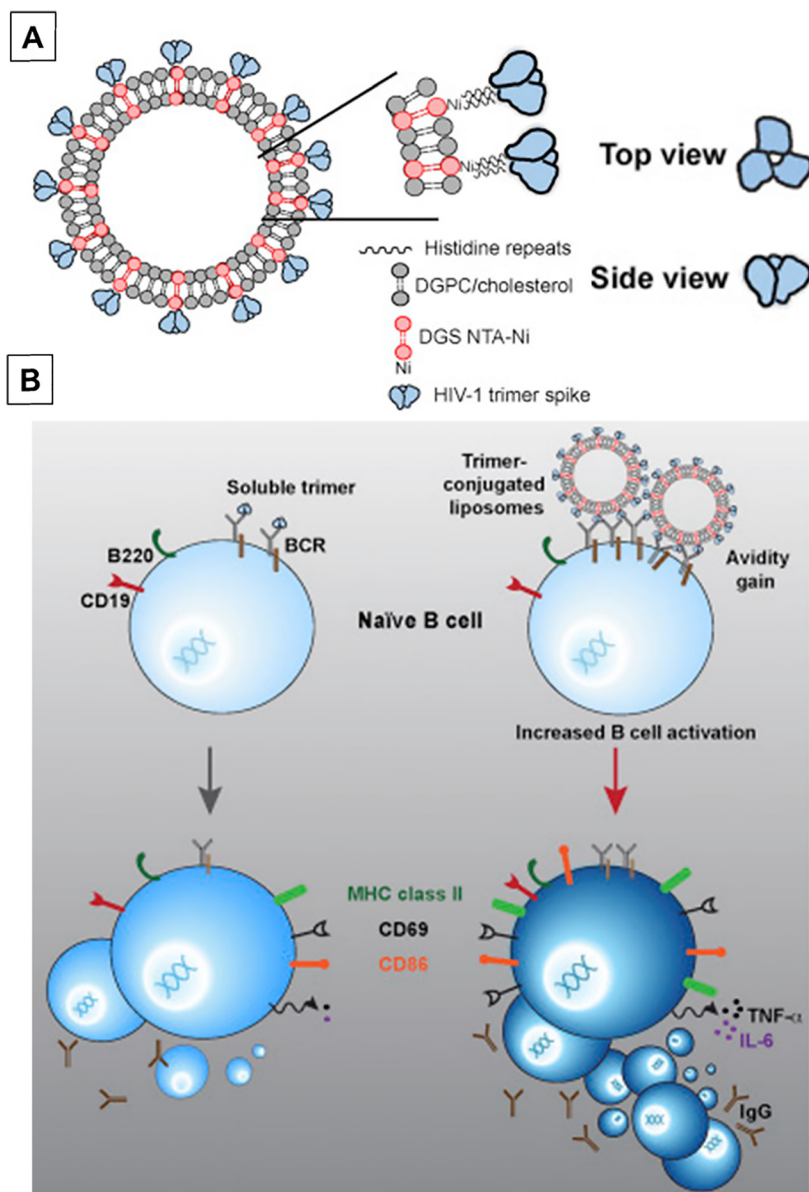 A
Ni
Ni
Top view
Histidine repeats
DGPC/cholesterol
Side view
DGS NTA-Ni
Ni
HIV-1 trimer spike
B
Soluble trimer
B220
BCR
CD19
Trimer-
conjugated
liposomes
Avidity
gain
Naïve B cell
Increased B cell activation
MHC class II
CD69
CD86
TNF-α
IL-6
IgG